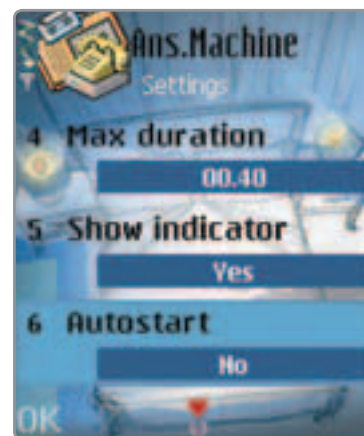 Ans.Machine
Settings
4 Max duration
00.40
5 Show indicator
Yes
6 Autostart
No
OK